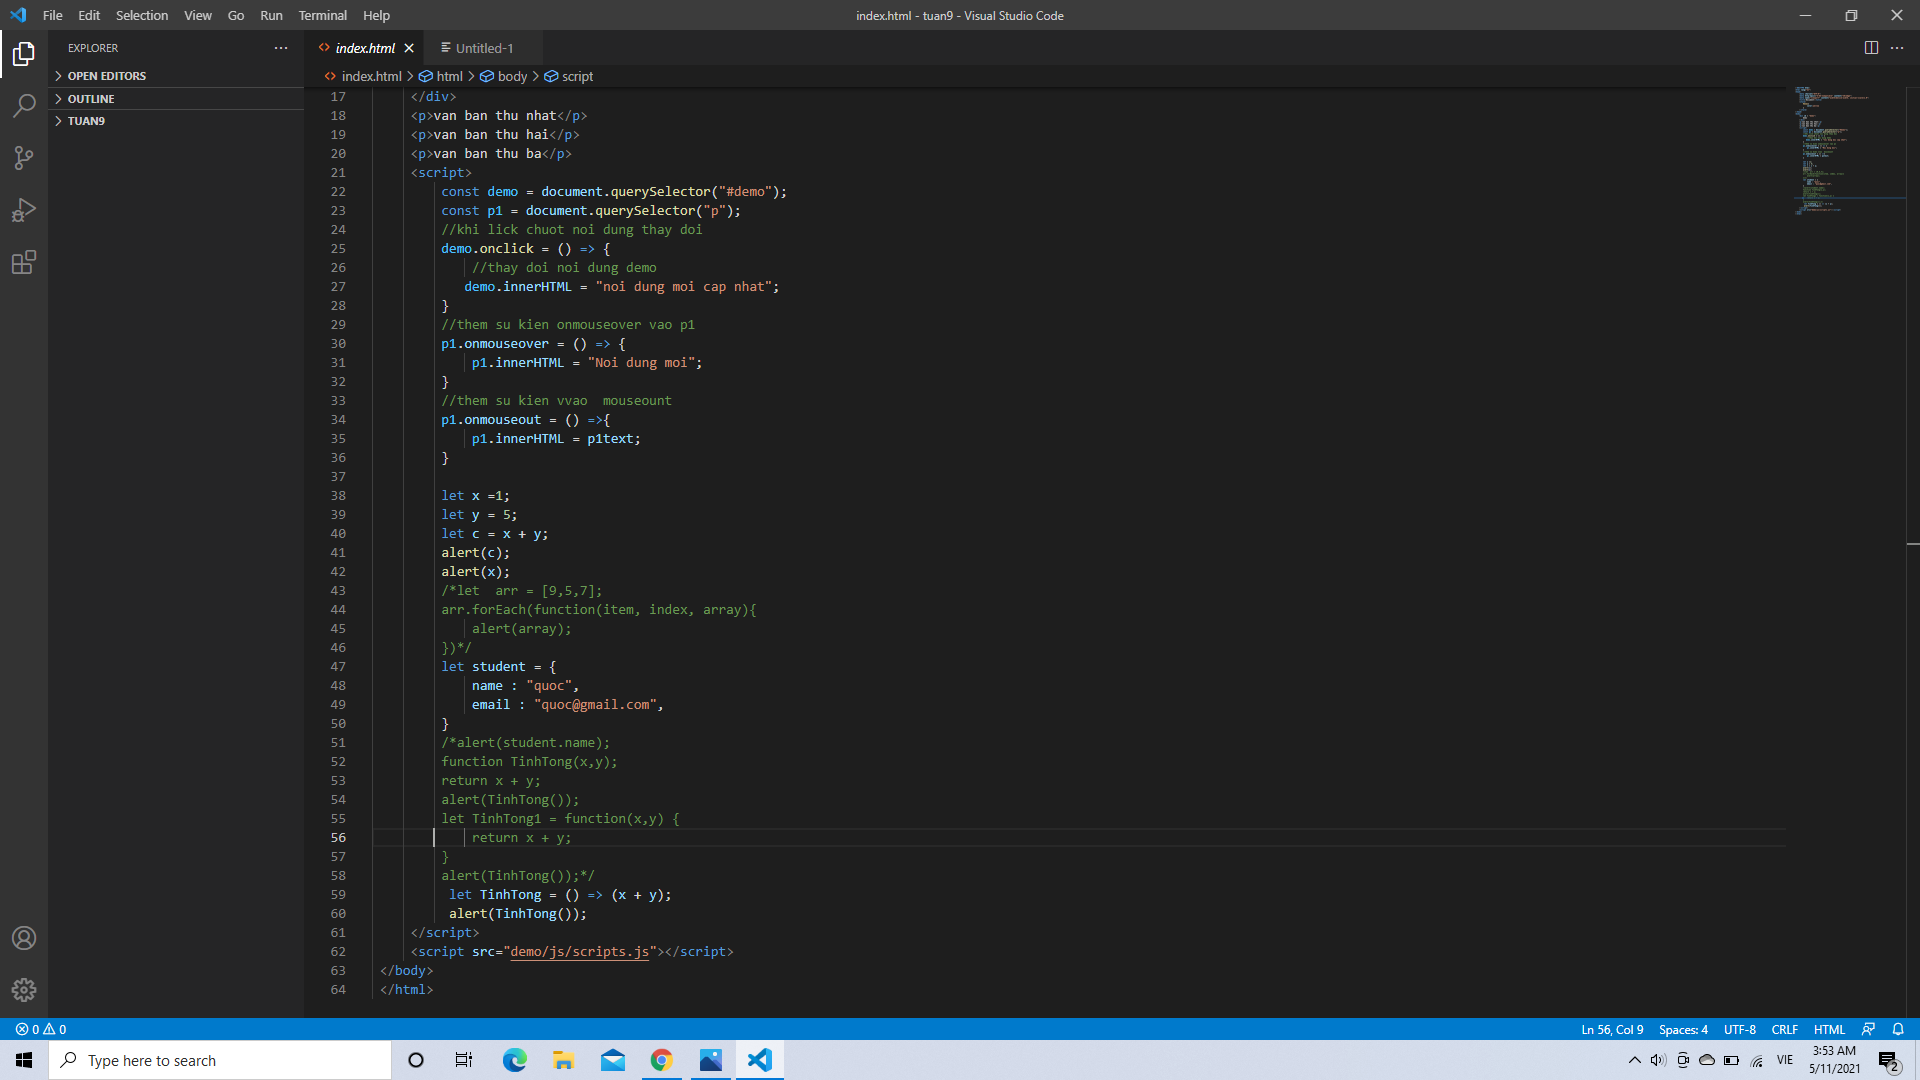 File Edit Selection View Go Run Terminal Help
index.html - tuan9 - Visual Studio Code
EXPLORER
OPEN EDITORS
OUTLINE
TUAN9
index.html
Untitled-1
index.html > html > body > script
17 </div>
18 <p>van ban thu nhat</p>
19 <p>van ban thu hai</p>
20 <p>van ban thu ba</p>
21 <script>
22 const demo = document.querySelector("#demo");
23 const p1 = document.querySelector("p");
24 //khi lick chuot noi dung thay doi
25 demo.onclick = () => {
26 //thay doi noi dung demo
27 demo.innerHTML = "noi dung moi cap nhat";
28 }
29 //them su kien onmouseover vao p1
30 p1.onmouseover = () => {
31 p1.innerHTML = "Noi dung moi";
32 }
33 //them su kien vvao  mouseount
34 p1.onmouseout = () =>{
35 p1.innerHTML = p1text;
36 }
37
38 let x =1;
39 let y = 5;
40 let c = x + y;
41 alert(c);
42 alert(x);
43 /*let  arr = [9,5,7];
44 arr.forEach(function(item, index, array){
45 alert(array);
46 })*/
47 let student = {
48 name : "quoc",
49 email : "quoc@gmail.com",
50 }
51 /*alert(student.name);
52 function TinhTong(x,y);
53 return x + y;
54 alert(TinhTong());
55 let TinhTong1 = function(x,y) {
56 return x + y;
57 }
58 alert(TinhTong());*/
59 let TinhTong = () => (x + y);
60 alert(TinhTong());
61 </script>
62 <script src="demo/js/scripts.js"></script>
63 </body>
64 </html>
0 0
Ln 56, Col 9 Spaces: 4 UTF-8 CRLF HTML
Type here to search
VIE
3:53 AM
5/11/2021
2